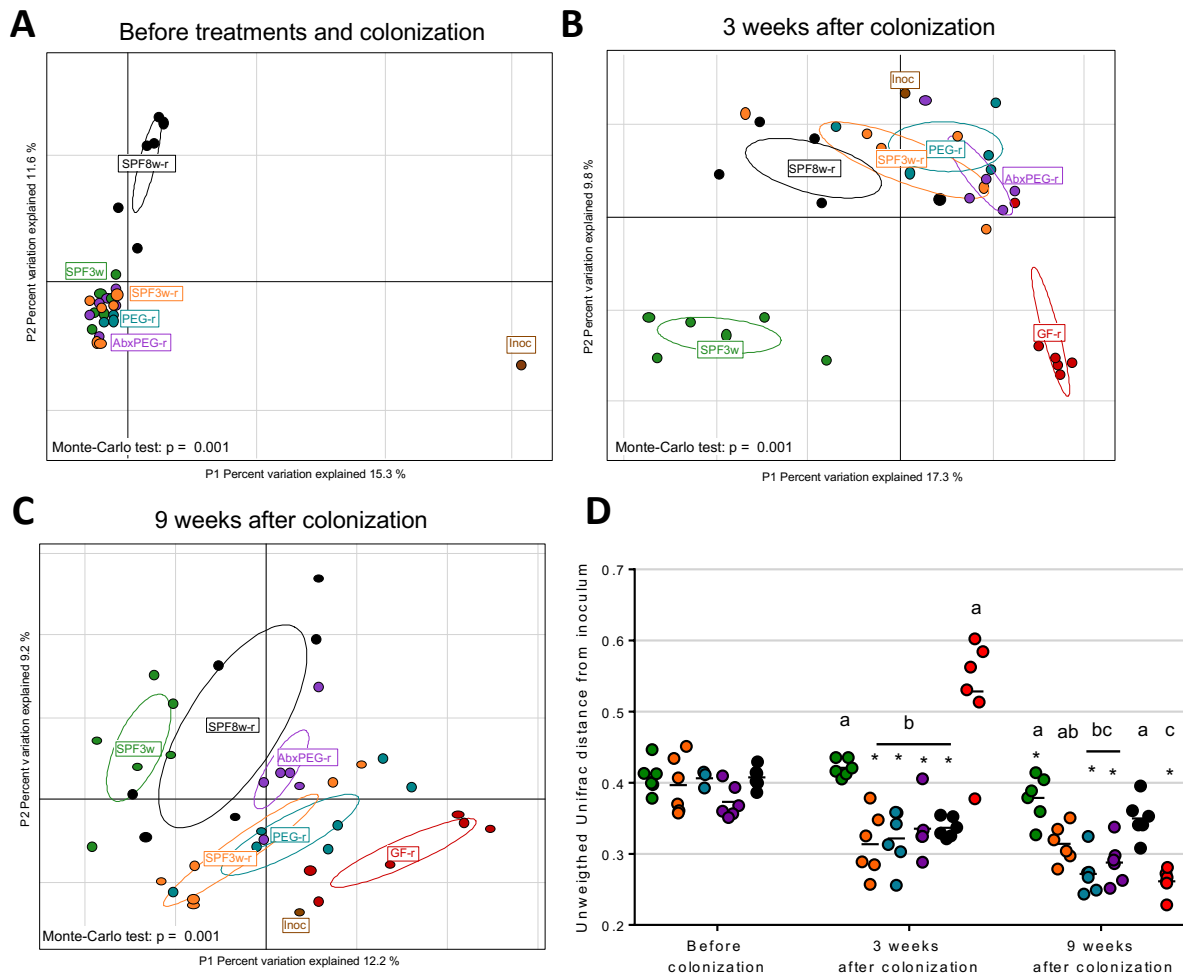 A
Before treatments and colonization
P2 Percent variation explained 11.6 %
SPF8w-r
SPF3w
SPF3w-r
PEG-r
AbxPEG-r
Inoc
Monte-Carlo test: p = 0.001
P1 Percent variation explained 15.3 %
B
3 weeks after colonization
P2 Percent variation explained 9.8 %
Inoc
PEG-r
SPF3w-r
SPF8w-r
AbxPEG-r
GF-r
SPF3w
Monte-Carlo test: p = 0.001
P1 Percent variation explained 17.3 %
C
9 weeks after colonization
P2 Percent variation explained 9.2 %
SPF8w-r
SPF3w
AbxPEG-r
PEG-r
SPF3w-r
GF-r
Inoc
Monte-Carlo test: p = 0.001
P1 Percent variation explained 12.2 %
D
Unweigthed Unifrac distance from inoculum
0.7
0.6
0.5
0.4
0.3
0.2
a
a b
* * * *
a ab bc a c
* * * *
Before
colonization
3 weeks
after colonization
9 weeks
after colonization